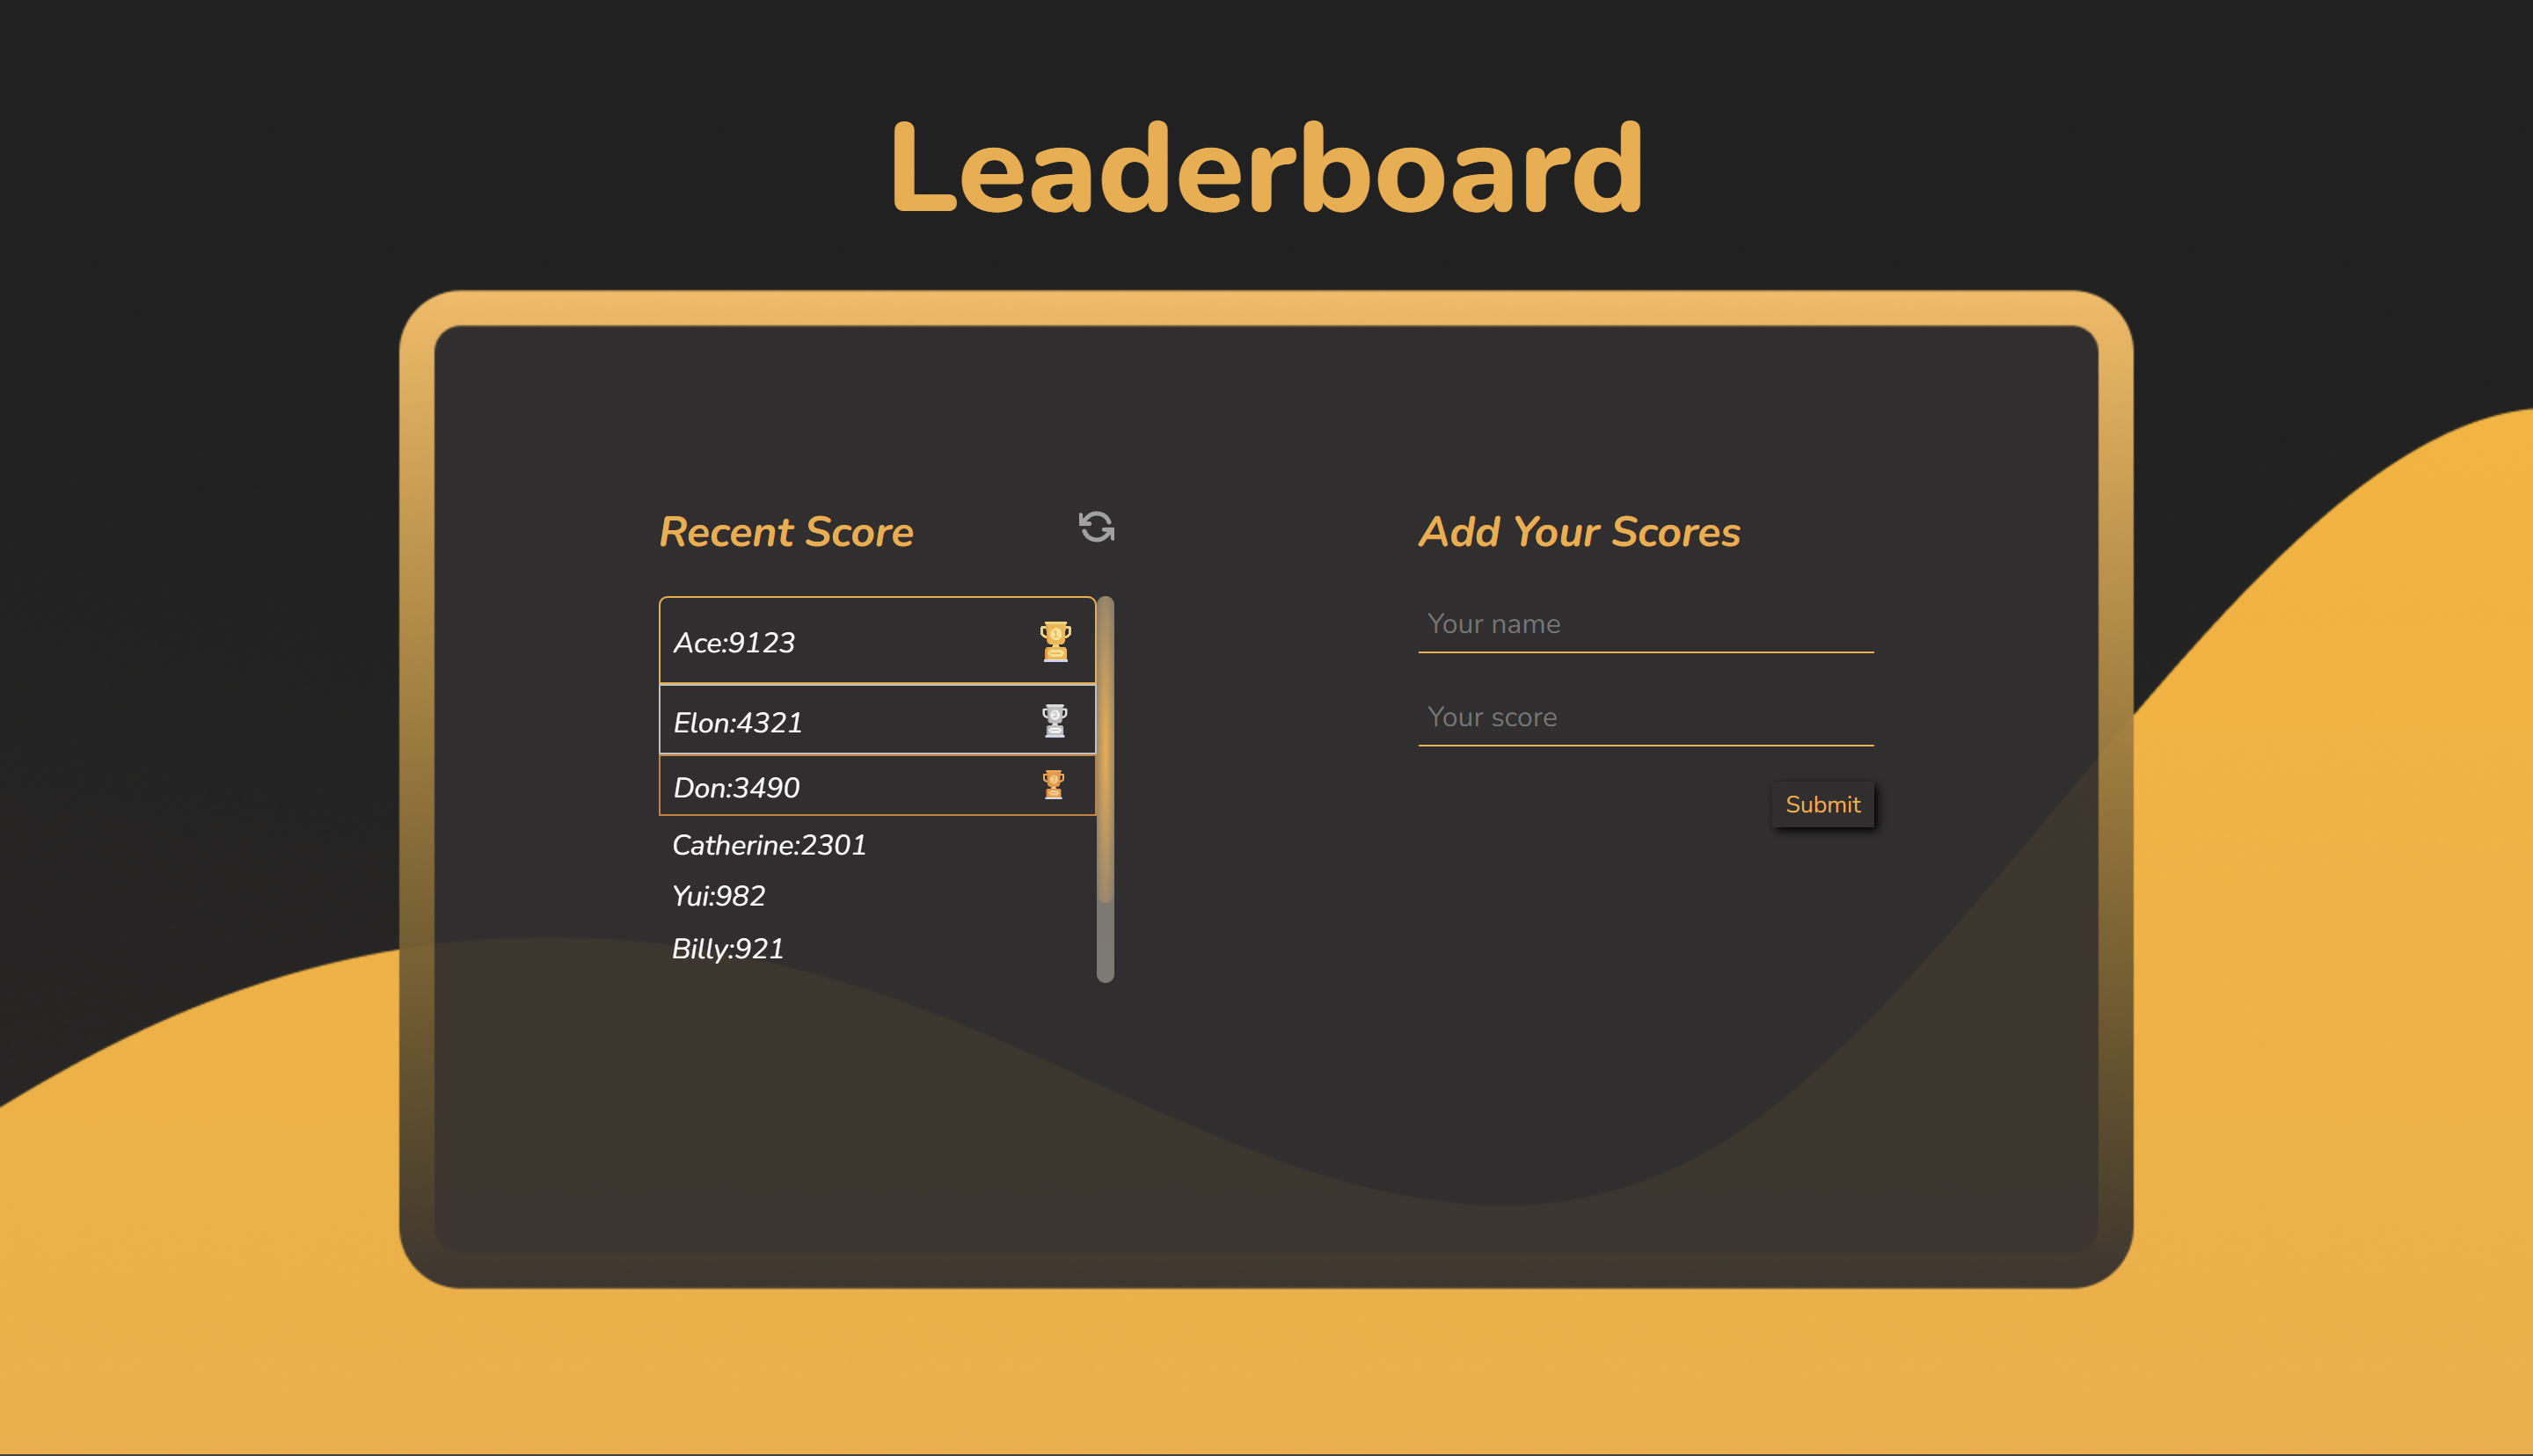 Leaderboard
Recent Score
Ace:9123
Elon:4321
Don:3490
Catherine:2301
Yui:982
Billy:921
Add Your Scores
Your name
Your score
Submit